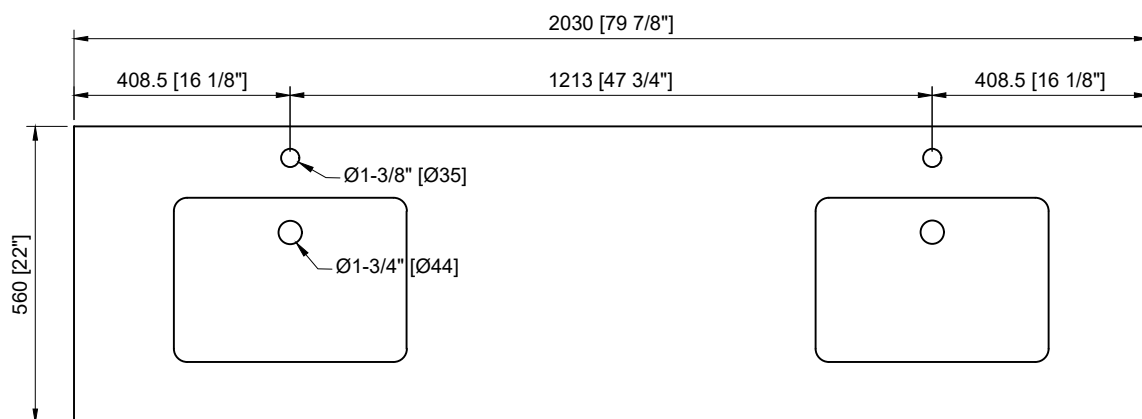 2030 [79 7/8"]
408.5 [16 1/8"]
1213 [47 3/4"]
408.5 [16 1/8"]
Ø1-3/8" [Ø35]
Ø1-3/4" [Ø44]
560 [22"]